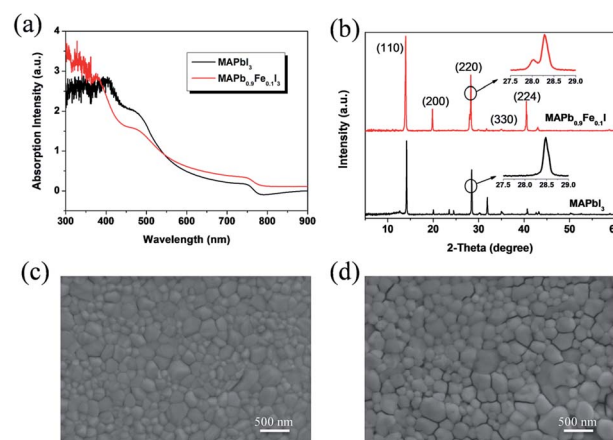 (a)
Absorption Intensity (a.u.)
4
3
2
1
0
MAPbI3
MAPb0.9Fe0.1I3
300 400 500 600 700 800 900
Wavelength (nm)
(b)
Intensity (a.u.)
(110)
(200)
(220)
(330)
(224)
27.5 28.0 28.5 29.0
MAPb0.9Fe0.1I
27.5 28.0 28.5 29.0
MAPbI3
10 20 30 40 50 60
2-Theta (degree)
(c)
500 nm
(d)
500 nm